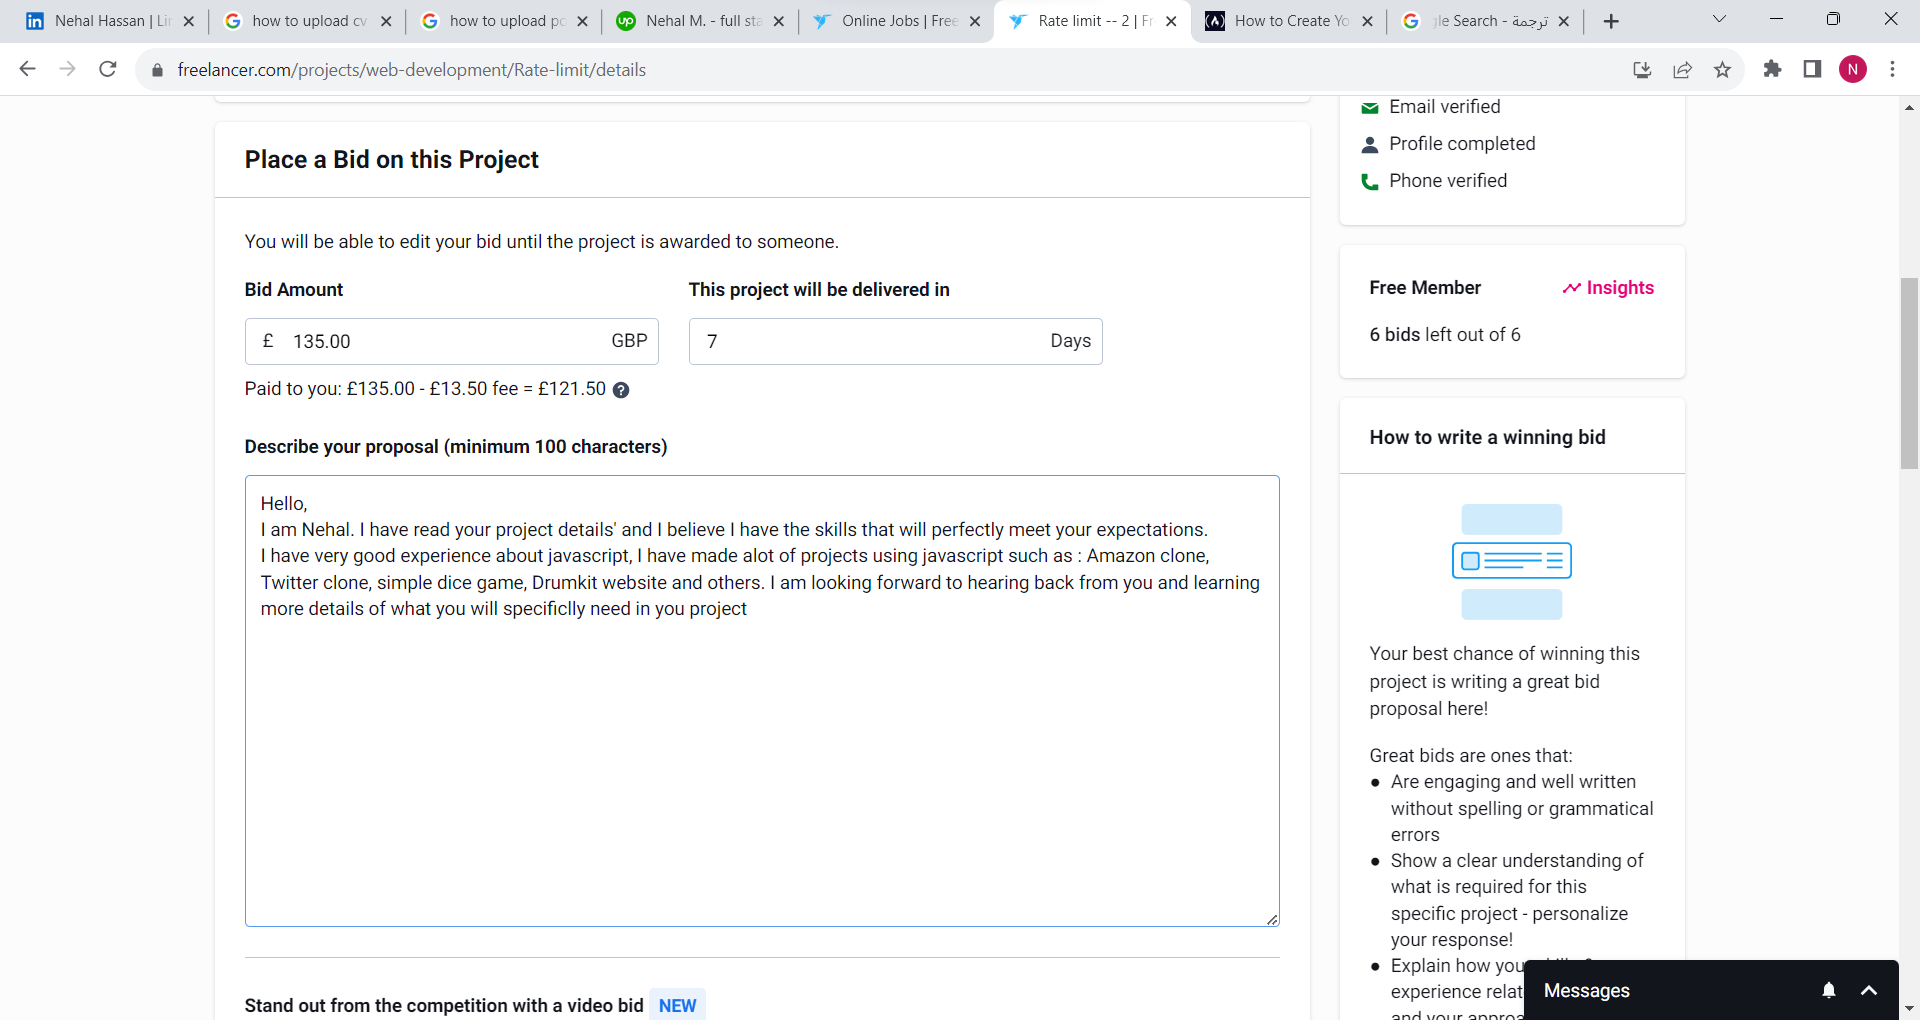 Nehal Hassan | Lin
how to upload cv
how to upload po
up
Nehal M. - full sta
Online Jobs | Free
Rate limit -- 2 | Fr
How to Create Yo
le Search - ترجمة
freelancer.com/projects/web-development/Rate-limit/details
N
Place a Bid on this Project
You will be able to edit your bid until the project is awarded to someone.
Bid Amount
This project will be delivered in
£ 135.00 GBP
7 Days
Paid to you: £135.00 - £13.50 fee = £121.50
Describe your proposal (minimum 100 characters)
Hello,
I am Nehal. I have read your project details' and I believe I have the skills that will perfectly meet your expectations.
I have very good experience about javascript, I have made alot of projects using javascript such as : Amazon clone,
Twitter clone, simple dice game, Drumkit website and others. I am looking forward to hearing back from you and learning
more details of what you will specificlly need in you project
Stand out from the competition with a video bid NEW
Email verified
Profile completed
Phone verified
Free Member
Insights
6 bids left out of 6
How to write a winning bid
Your best chance of winning this
project is writing a great bid
proposal here!
Great bids are ones that:
• Are engaging and well written
without spelling or grammatical
errors
• Show a clear understanding of
what is required for this
specific project - personalize
your response!
• Explain how you
experience relat
and your approa
Messages